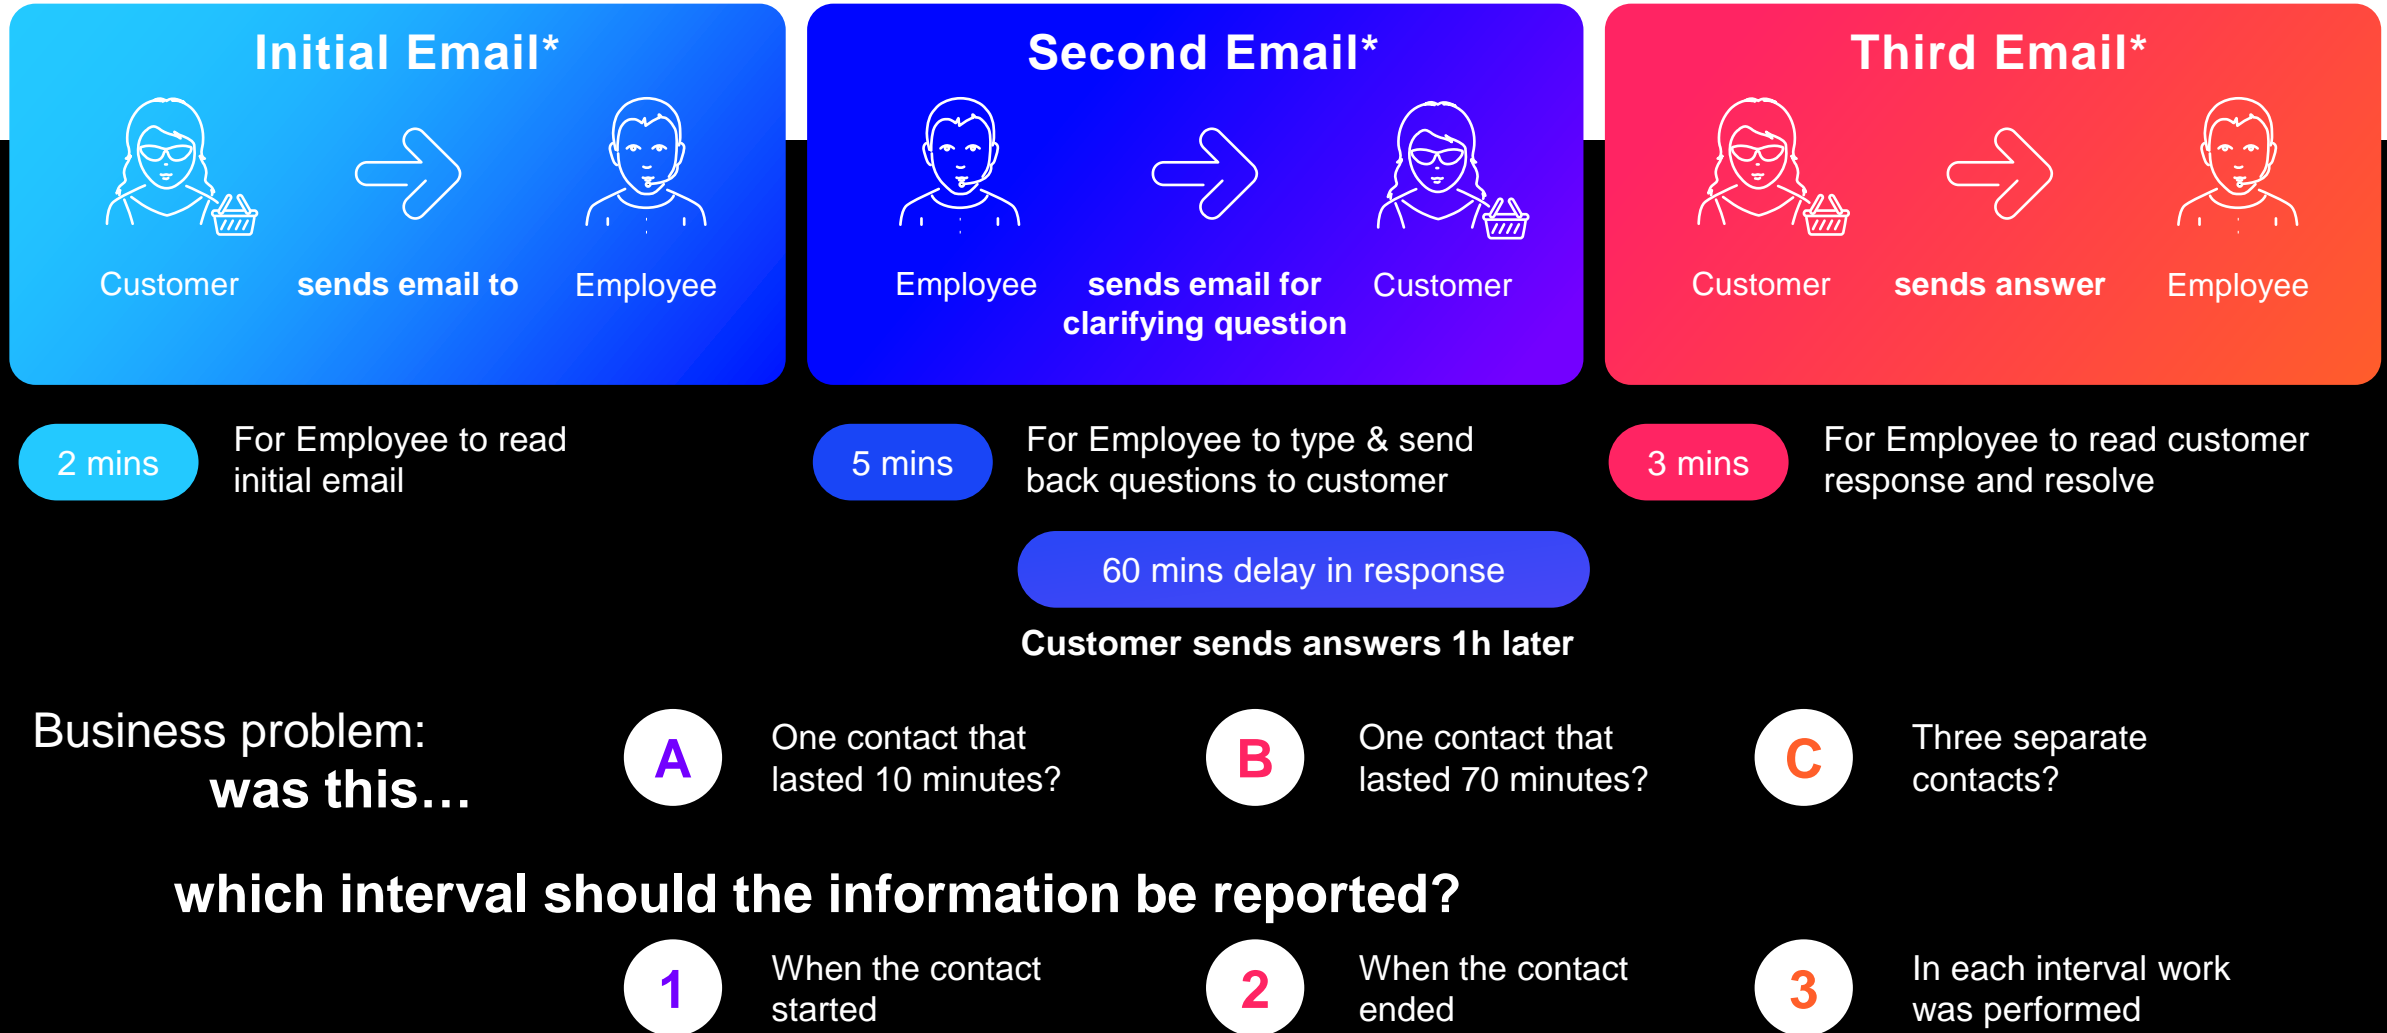 Initial Email*
Customer
sends email to
Employee
2 mins
For Employee to read
initial email
Second Email*
Employee
sends email for
clarifying question
Customer
5 mins
For Employee to type & send
back questions to customer
60 mins delay in response
Customer sends answers 1h later
Third Email*
Customer
sends answer
Employee
3 mins
For Employee to read customer
response and resolve
Business problem:
was this…
A
One contact that
lasted 10 minutes?
B
One contact that
lasted 70 minutes?
C
Three separate
contacts?
which interval should the information be reported?
1
When the contact
started
2
When the contact
ended
3
In each interval work
was performed